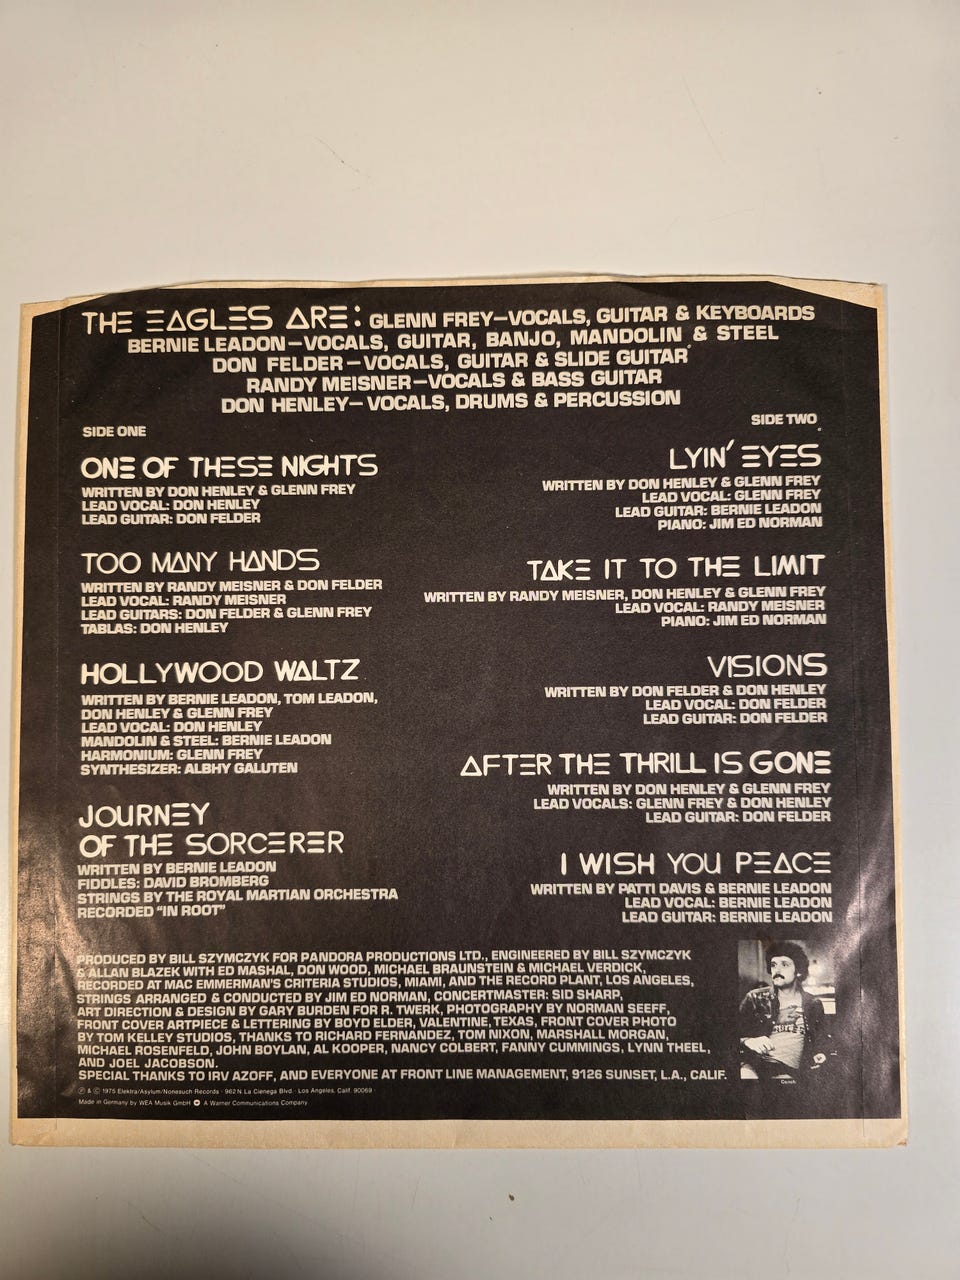 THE EAGLES ARE: GLENN FREY—VOCALS, GUITAR & KEYBOARDS
BERNIE LEADON—VOCALS, GUITAR, BANJO, MANDOLIN & STEEL
DON FELDER—VOCALS, GUITAR & SLIDE GUITAR
RANDY MEISNER—VOCALS & BASS GUITAR
DON HENLEY—VOCALS, DRUMS & PERCUSSION
SIDE ONE
ONE OF THESE NIGHTS
WRITTEN BY DON HENLEY & GLENN FREY
LEAD VOCAL: DON HENLEY
LEAD GUITAR: DON FELDER
TOO MANY HANDS
WRITTEN BY RANDY MEISNER & DON FELDER
LEAD VOCAL: RANDY MEISNER
LEAD GUITARS: DON FELDER & GLENN FREY
TABLAS: DON HENLEY
HOLLYWOOD WALTZ
WRITTEN BY BERNIE LEADON, TOM LEADON,
DON HENLEY & GLENN FREY
LEAD VOCAL: DON HENLEY
MANDOLIN & STEEL: BERNIE LEADON
HARMONIUM: GLENN FREY
SYNTHESIZER: ALBHY GALUTEN
JOURNEY
OF THE SORCERER
WRITTEN BY BERNIE LEADON
FIDDLES: DAVID BROMBERG
STRINGS BY THE ROYAL MARTIAN ORCHESTRA
RECORDED "IN ROOT"
SIDE TWO
LYIN' EYES
WRITTEN BY DON HENLEY & GLENN FREY
LEAD VOCAL: GLENN FREY
LEAD GUITAR: BERNIE LEADON
PIANO: JIM ED NORMAN
TAKE IT TO THE LIMIT
WRITTEN BY RANDY MEISNER, DON HENLEY & GLENN FREY
LEAD VOCAL: RANDY MEISNER
PIANO: JIM ED NORMAN
VISIONS
WRITTEN BY DON FELDER & DON HENLEY
LEAD VOCAL: DON FELDER
LEAD GUITAR: DON FELDER
AFTER THE THRILL IS GONE
WRITTEN BY DON HENLEY & GLENN FREY
LEAD VOCALS: GLENN FREY & DON HENLEY
LEAD GUITAR: DON FELDER
I WISH YOU PEACE
WRITTEN BY PATTI DAVIS & BERNIE LEADON
LEAD VOCAL: BERNIE LEADON
LEAD GUITAR: BERNIE LEADON
PRODUCED BY BILL SZYMCZYK FOR PANDORA PRODUCTIONS LTD., ENGINEERED BY BILL SZYMCZYK
& ALLAN BLAZEK WITH ED MASHAL, DON WOOD, MICHAEL BRAUNSTEIN & MICHAEL VERDICK,
RECORDED AT MAC EMMERMAN'S CRITERIA STUDIOS, MIAMI, AND THE RECORD PLANT, LOS ANGELES,
STRINGS ARRANGED & CONDUCTED BY JIM ED NORMAN, CONCERTMASTER: SID SHARP,
ART DIRECTION & DESIGN BY GARY BURDEN FOR R. TWERK, PHOTOGRAPHY BY NORMAN SEEFF,
FRONT COVER ARTPIECE & LETTERING BY BOYD ELDER, VALENTINE, TEXAS, FRONT COVER PHOTO
BY TOM KELLEY STUDIOS, THANKS TO RICHARD FERNANDEZ, TOM NIXON, MARSHALL MORGAN,
MICHAEL ROSENFELD, JOHN BOYLAN, AL KOOPER, NANCY COLBERT, FANNY CUMMINGS, LYNN THEEL,
AND JOEL JACOBSON.
SPECIAL THANKS TO IRV AZOFF, AND EVERYONE AT FRONT LINE MANAGEMENT, 9126 SUNSET, L.A., CALIF.
℗ & © 1975 Elektra/Asylum/Nonesuch Records · 962 N. La Cienega Blvd. · Los Angeles, Calif. 90069 ·
Made in Germany by WEA Musik GmbH A Warner Communications Company